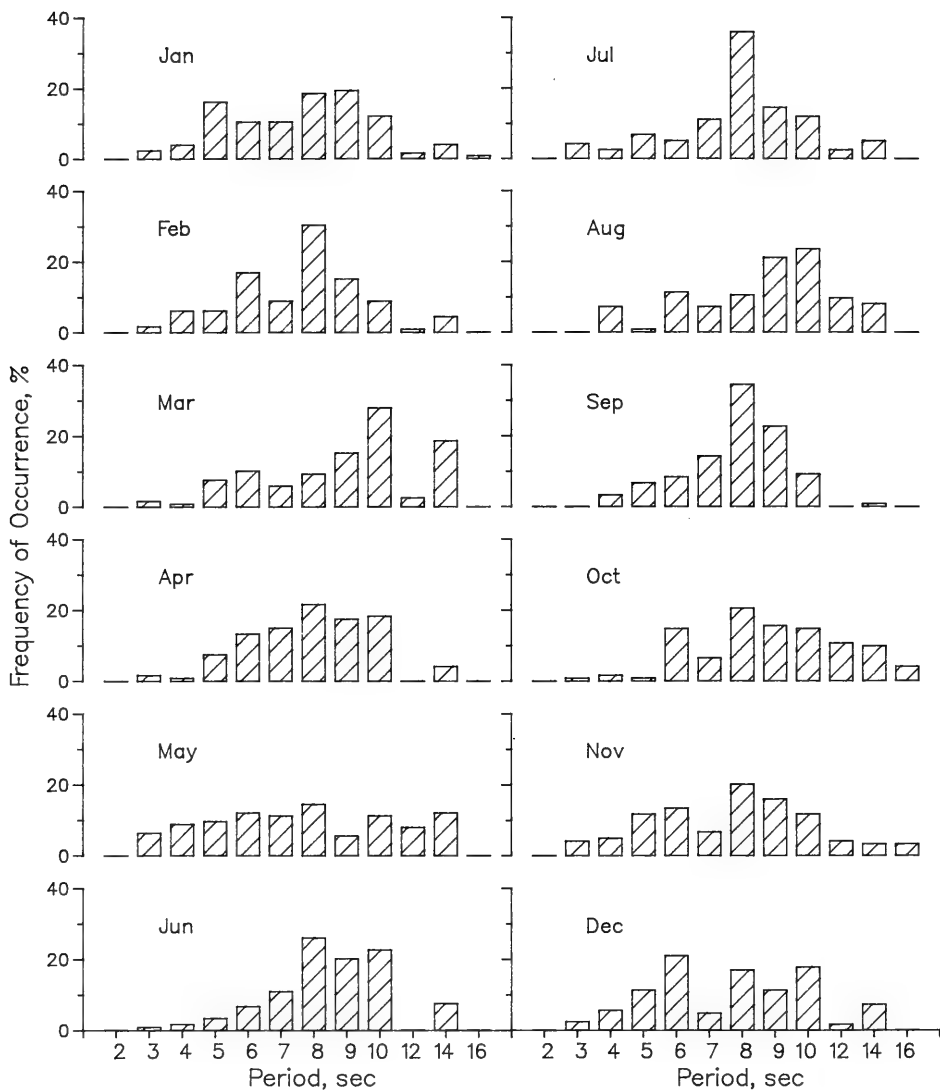 40
Jan
Jul
20
0
40
Feb
Aug
20
0
40
Mar
Sep
20
0
Frequency of Occurrence, %
40
Apr
Oct
20
0
40
May
Nov
20
0
40
Jun
Dec
20
0
2 3 4 5 6 7 8 9 10 12 14 16
2 3 4 5 6 7 8 9 10 12 14 16
Period, sec
Period, sec